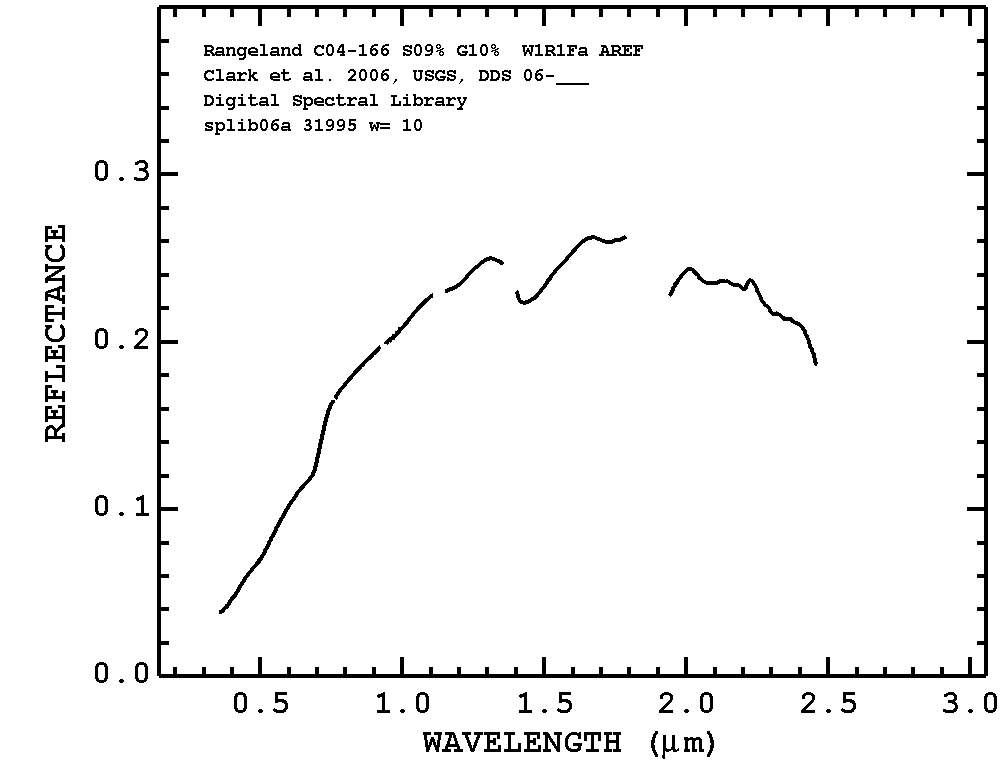 Rangeland C04-166 S09% G10%  W1R1Fa AREF
Clark et al. 2006, USGS, DDS 06-___
Digital Spectral Library
splib06a 31995 w= 10
REFLECTANCE
0.3
0.2
0.1
0.0
0.5 1.0 1.5 2.0 2.5 3.0
WAVELENGTH (μm)